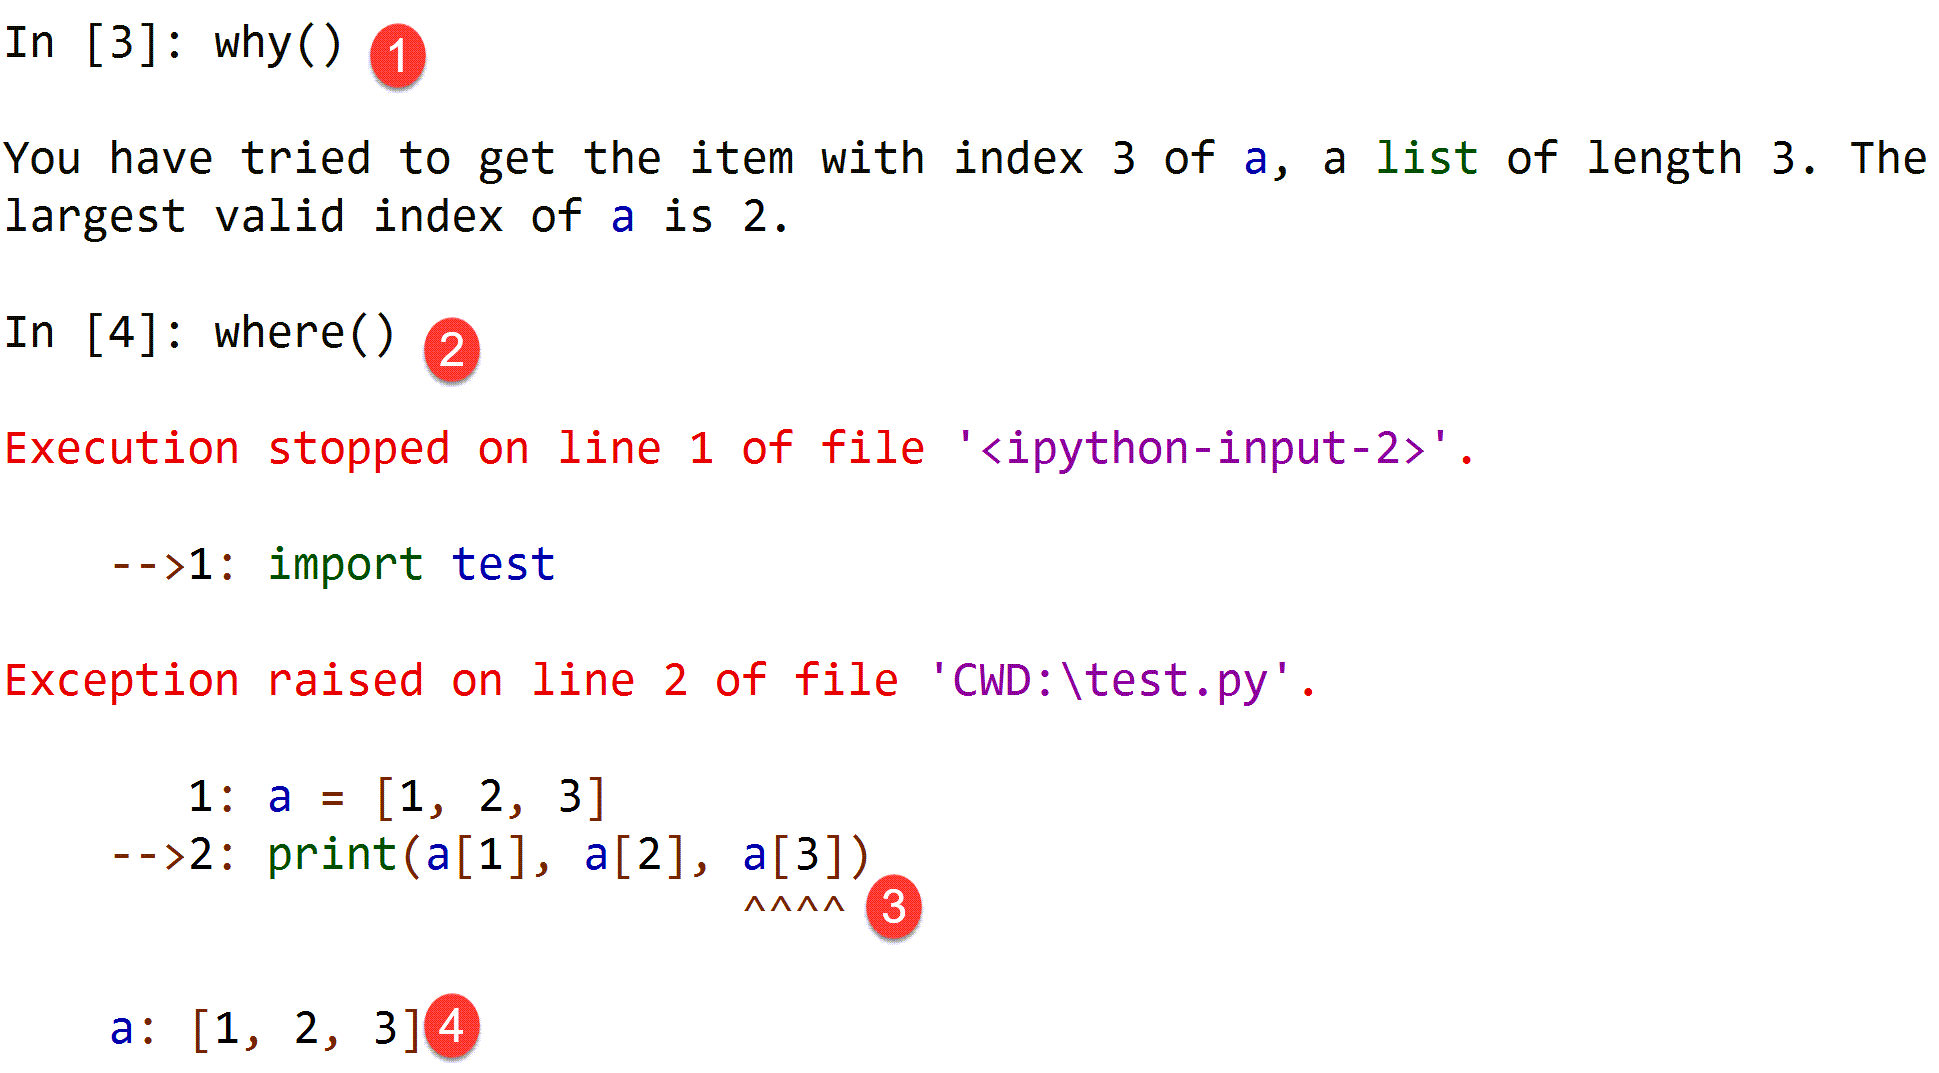 In [3]: why() 1
You have tried to get the item with index 3 of a, a list of length 3. The
largest valid index of a is 2.
In [4]: where() 2
Execution stopped on line 1 of file '<ipython-input-2>'.
-->1: import test
Exception raised on line 2 of file 'CWD:\test.py'.
1: a = [1, 2, 3]
-->2: print(a[1], a[2], a[3])
^^^^ 3
a: [1, 2, 3] 4